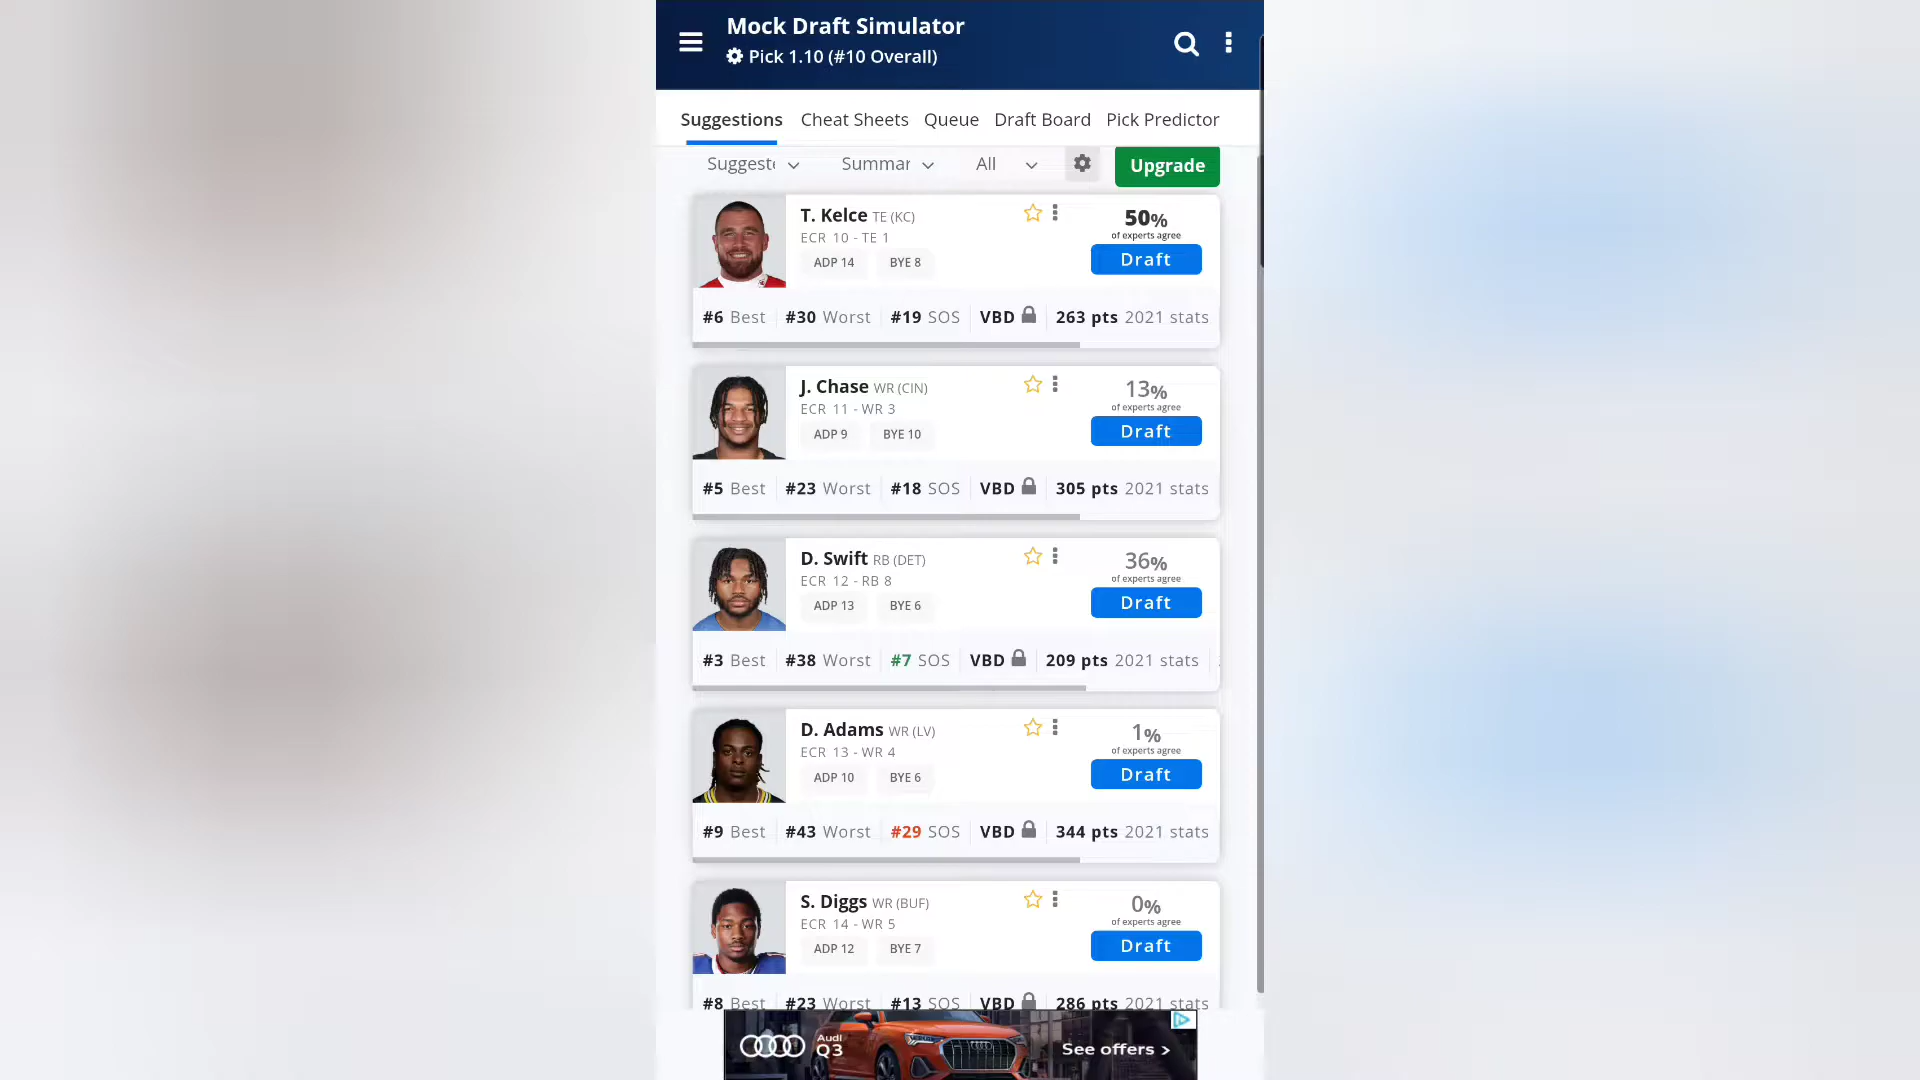 Mock Draft Simulator
Pick 1.10 (#10 Overall)
Suggestions Cheat Sheets Queue Draft Board Pick Predictor
Suggeste Summar All Upgrade
T. Kelce TE (KC)
50%
of experts agree
ECR 10 - TE 1
ADP 14 BYE 8
Draft
#6 Best #30 Worst #19 SOS VBD 263 pts 2021 stats
J. Chase WR (CIN)
13%
of experts agree
ECR 11 - WR 3
ADP 9 BYE 10
Draft
#5 Best #23 Worst #18 SOS VBD 305 pts 2021 stats
D. Swift RB (DET)
36%
of experts agree
ECR 12 - RB 8
ADP 13 BYE 6
Draft
#3 Best #38 Worst #7 SOS VBD 209 pts 2021 stats
D. Adams WR (LV)
1%
of experts agree
ECR 13 - WR 4
ADP 10 BYE 6
Draft
#9 Best #43 Worst #29 SOS VBD 344 pts 2021 stats
S. Diggs WR (BUF)
0%
of experts agree
ECR 14 - WR 5
ADP 12 BYE 7
Draft
#8 Best #23 Worst #13 SOS VBD 286 pts 2021 stats
Audi
Q3
See offers >